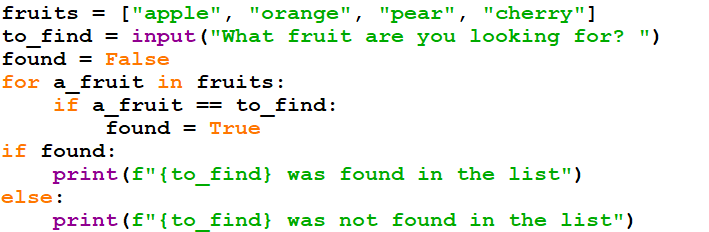 fruits = ["apple", "orange", "pear", "cherry"]
to_find = input("What fruit are you looking for? ")
found = False
for a_fruit in fruits:
    if a_fruit == to_find:
        found = True
if found:
    print(f"{to_find} was found in the list")
else:
    print(f"{to_find} was not found in the list")